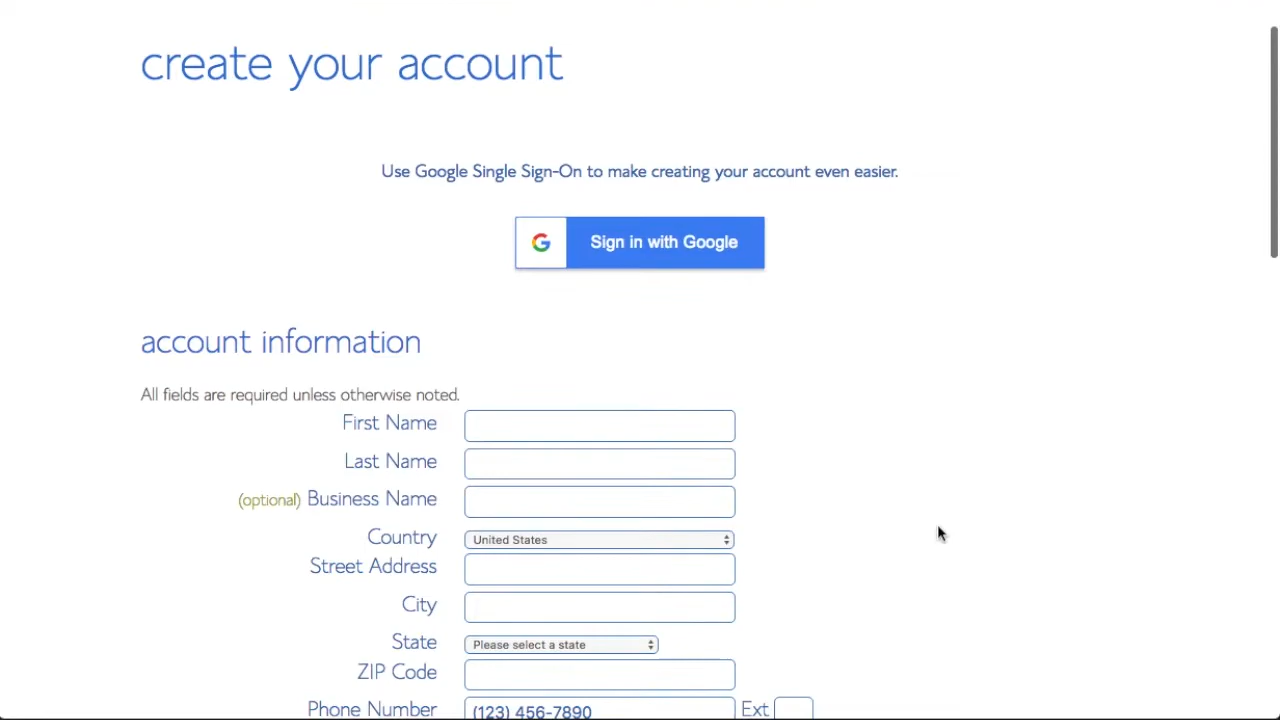 create your account
Use Google Single Sign-On to make creating your account even easier.
G Sign in with Google
account information
All fields are required unless otherwise noted.
First Name
Last Name
(optional) Business Name
Country United States
Street Address
City
State Please select a state
ZIP Code
Phone Number (123) 456-7890 Ext